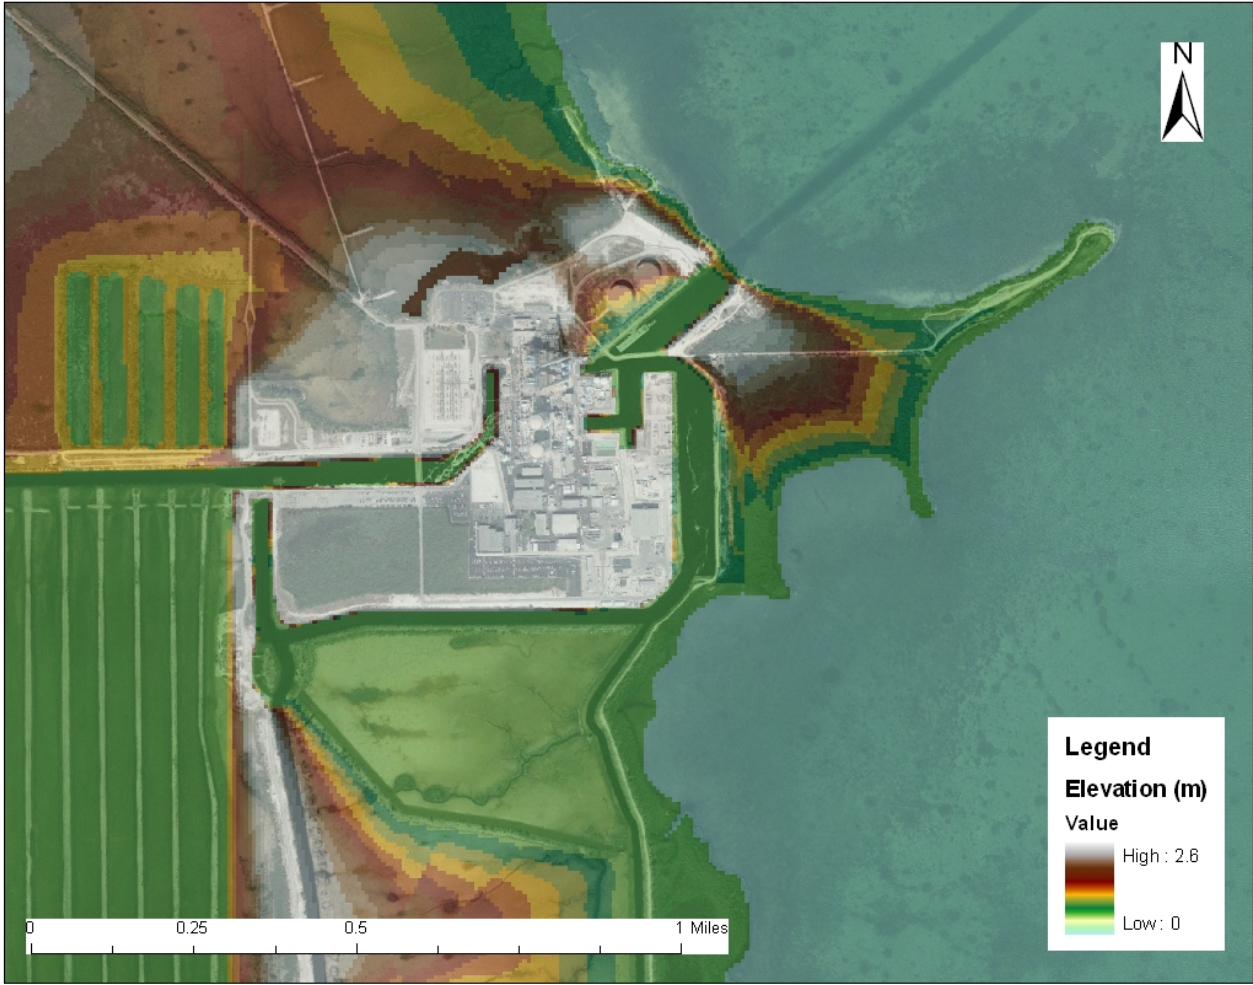 N
Legend
Elevation (m)
Value
High : 2.6
Low : 0
0 0.25 0.5 1 Miles